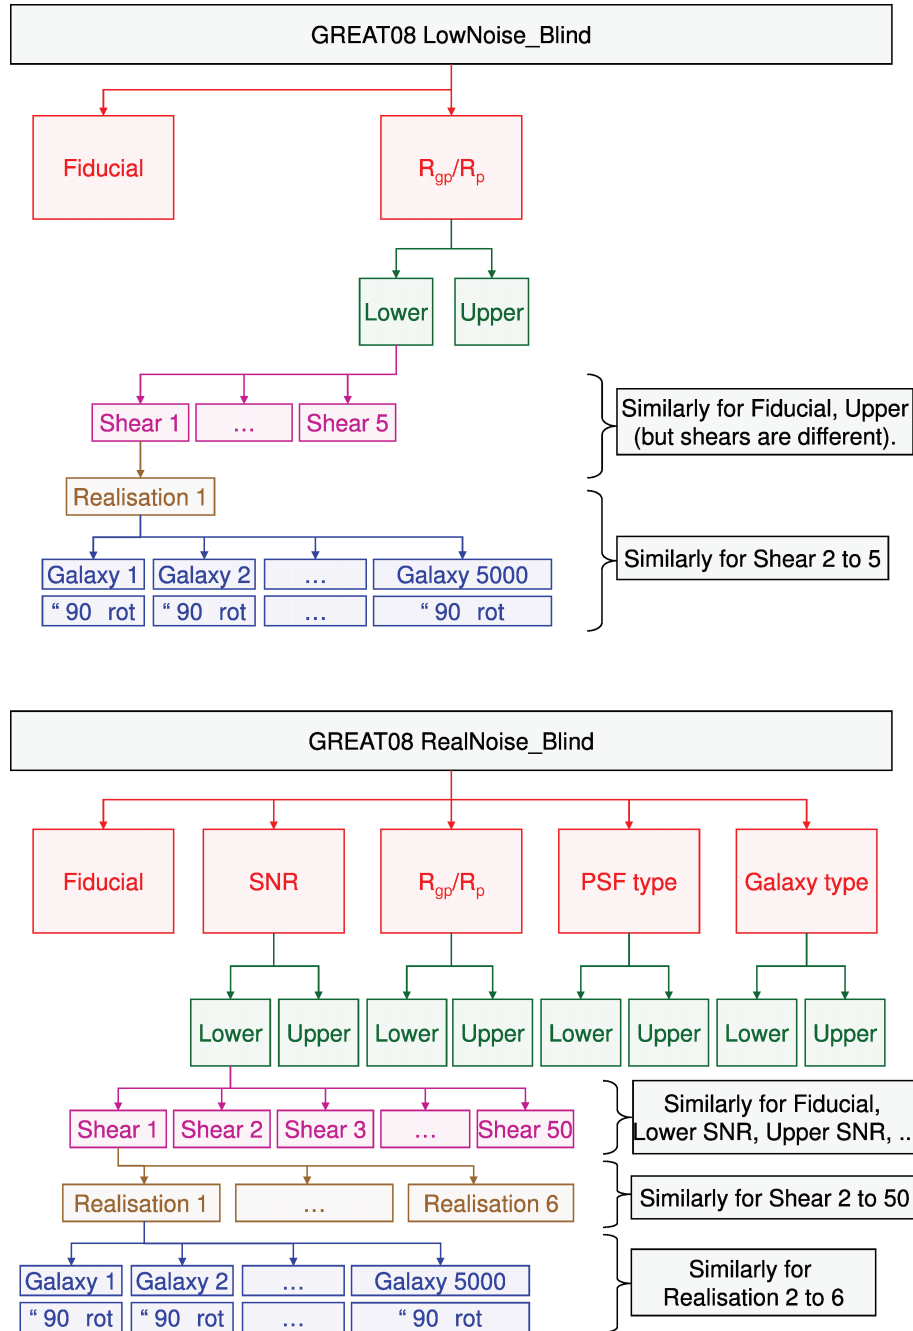 GREAT08 LowNoise_Blind
Fiducial
Rgp/Rp
Lower
Upper
Shear 1
...
Shear 5
Similarly for Fiducial, Upper
(but shears are different).
Realisation 1
Galaxy 1
Galaxy 2
...
Galaxy 5000
Similarly for Shear 2 to 5
“ 90 rot
“ 90 rot
...
“ 90 rot
GREAT08 RealNoise_Blind
Fiducial
SNR
Rgp/Rp
PSF type
Galaxy type
Lower
Upper
Lower
Upper
Lower
Upper
Lower
Upper
Shear 1
Shear 2
Shear 3
...
Shear 50
Similarly for Fiducial,
Lower SNR, Upper SNR, ..
Realisation 1
...
Realisation 6
Similarly for Shear 2 to 50
Galaxy 1
Galaxy 2
...
Galaxy 5000
Similarly for
Realisation 2 to 6
“ 90 rot
“ 90 rot
...
“ 90 rot